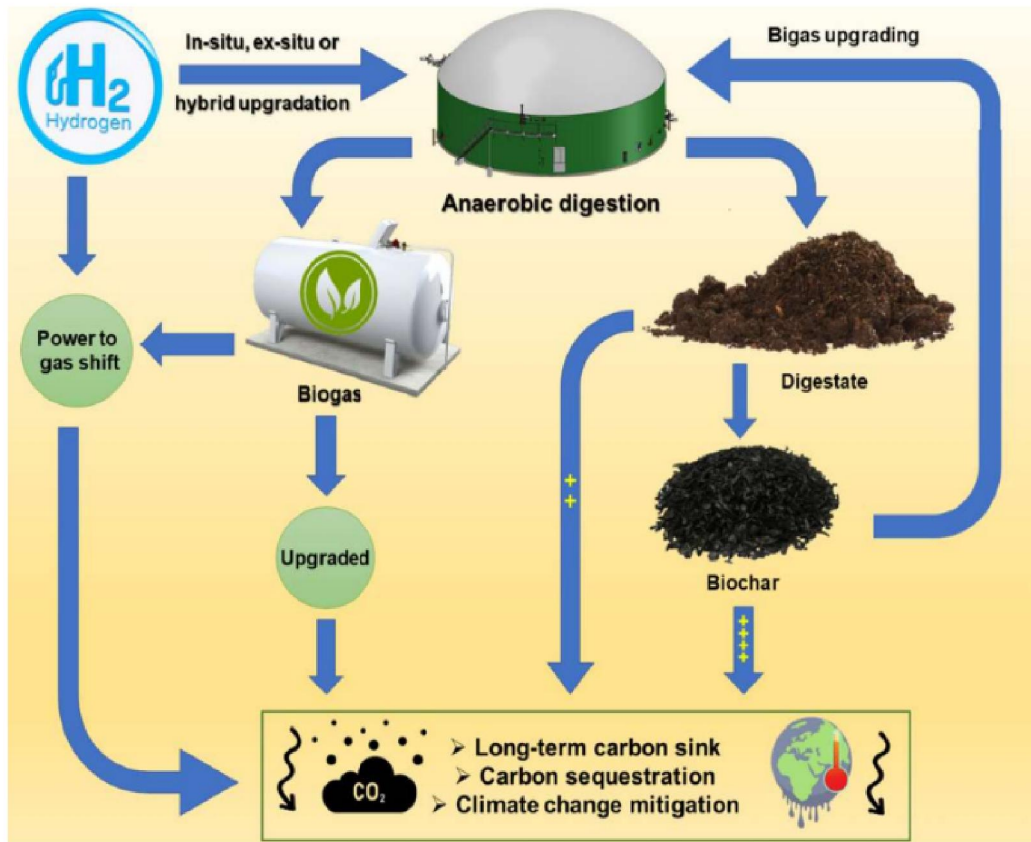 In-situ, ex-situ or
hybrid upgradation
Bigas upgrading
H2
Hydrogen
Anaerobic digestion
Power to
gas shift
Biogas
Digestate
++
Upgraded
Biochar
++++
CO₂
➢ Long-term carbon sink
➢ Carbon sequestration
➢ Climate change mitigation